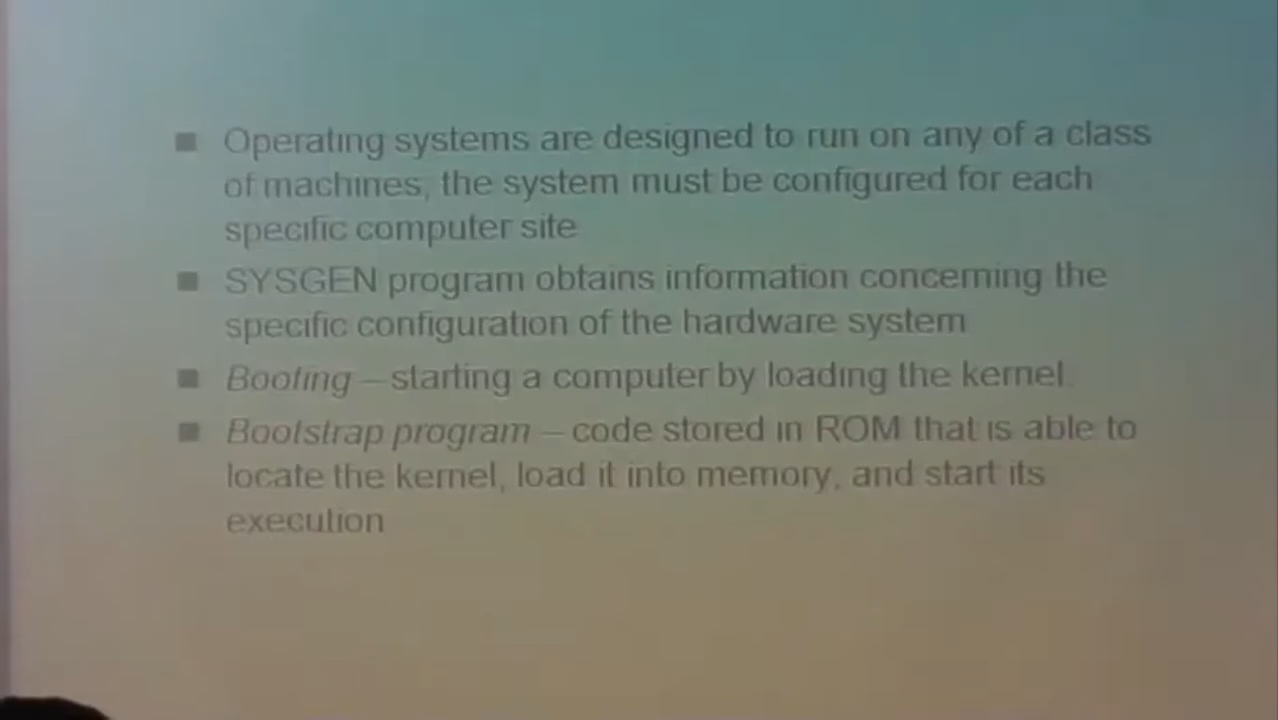 Operating systems are designed to run on any of a class
of machines; the system must be configured for each
specific computer site
SYSGEN program obtains information concerning the
specific configuration of the hardware system
Booting – starting a computer by loading the kernel
Bootstrap program – code stored in ROM that is able to
locate the kernel, load it into memory, and start its
execution